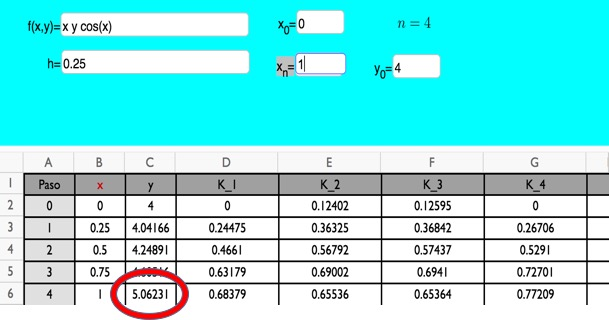 f(x,y)= x y cos(x) x0= 0 n = 4
h= 0.25 xn= 1 y0= 4
A B C D E F G
1 Paso x y K_1 K_2 K_3 K_4
2 0 0 4 0 0.12402 0.12595 0
3 1 0.25 4.04166 0.24475 0.36325 0.36842 0.26706
4 2 0.5 4.24891 0.4661 0.56792 0.57437 0.5291
5 3 0.75 0.63179 0.69002 0.6941 0.72701
6 4 1 5.06231 0.68379 0.65536 0.65364 0.77209